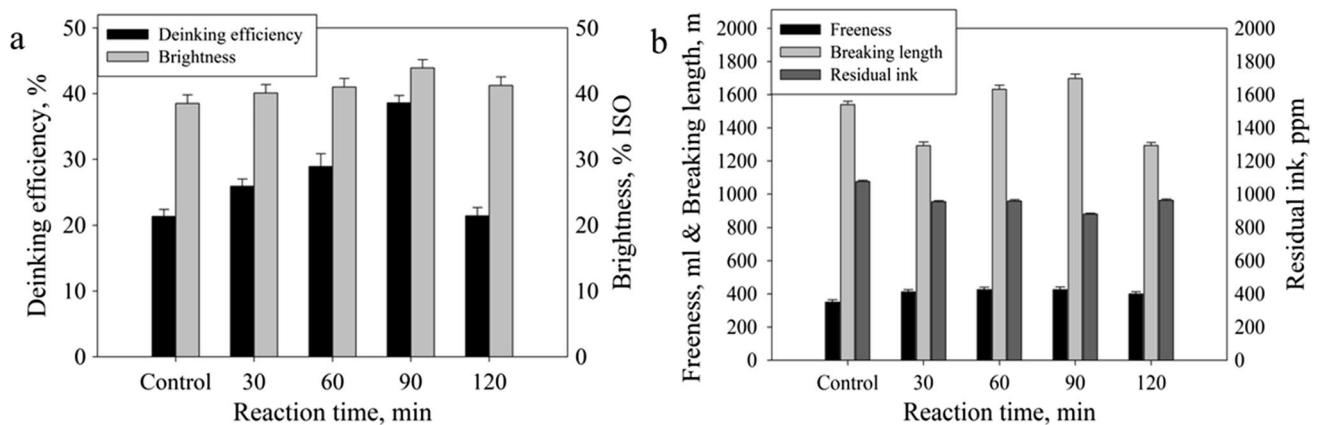 a
Deinking efficiency
Brightness
Deinking efficiency, %
50
40
30
20
10
0
50
40
30
20
10
0
Brightness, % ISO
Control 30 60 90 120
Reaction time, min
b
Freeness
Breaking length
Residual ink
Freeness, ml & Breaking length, m
2000
1800
1600
1400
1200
1000
800
600
400
200
0
2000
1800
1600
1400
1200
1000
800
600
400
200
0
Residual ink, ppm
Control 30 60 90 120
Reaction time, min